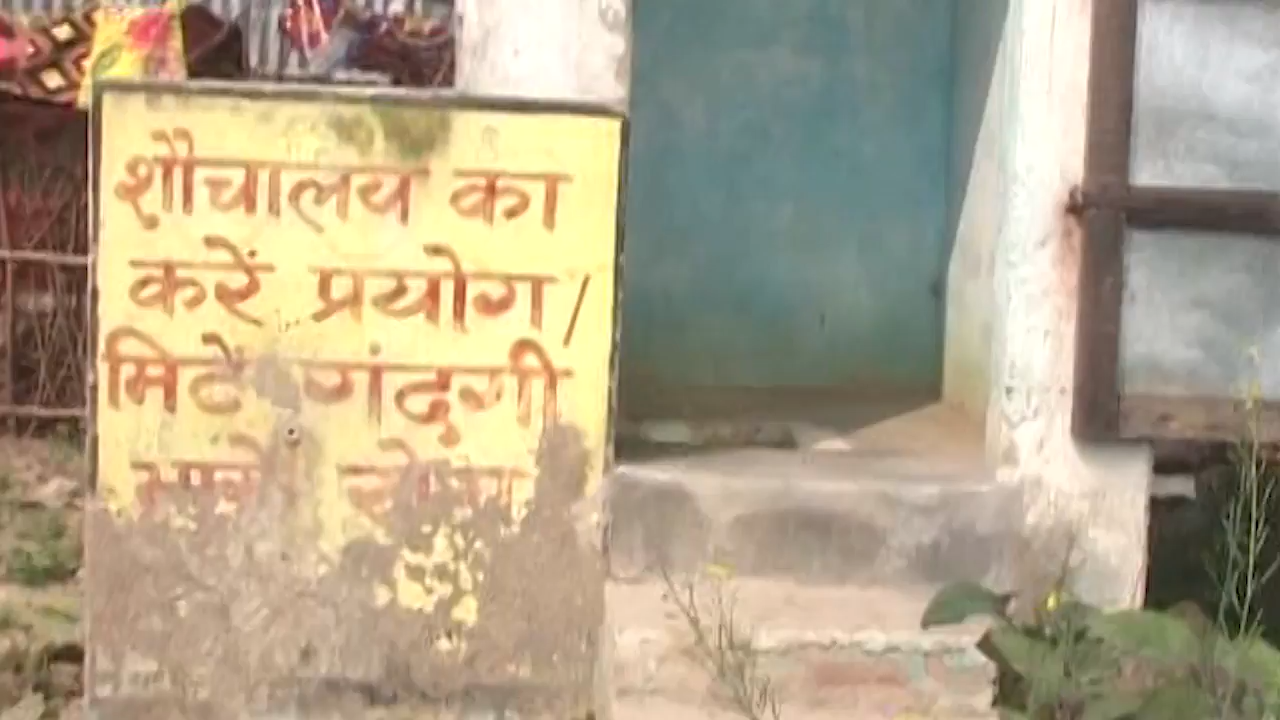 शौचालय का
करें प्रयोग/
मिटे गंदगी
भागे